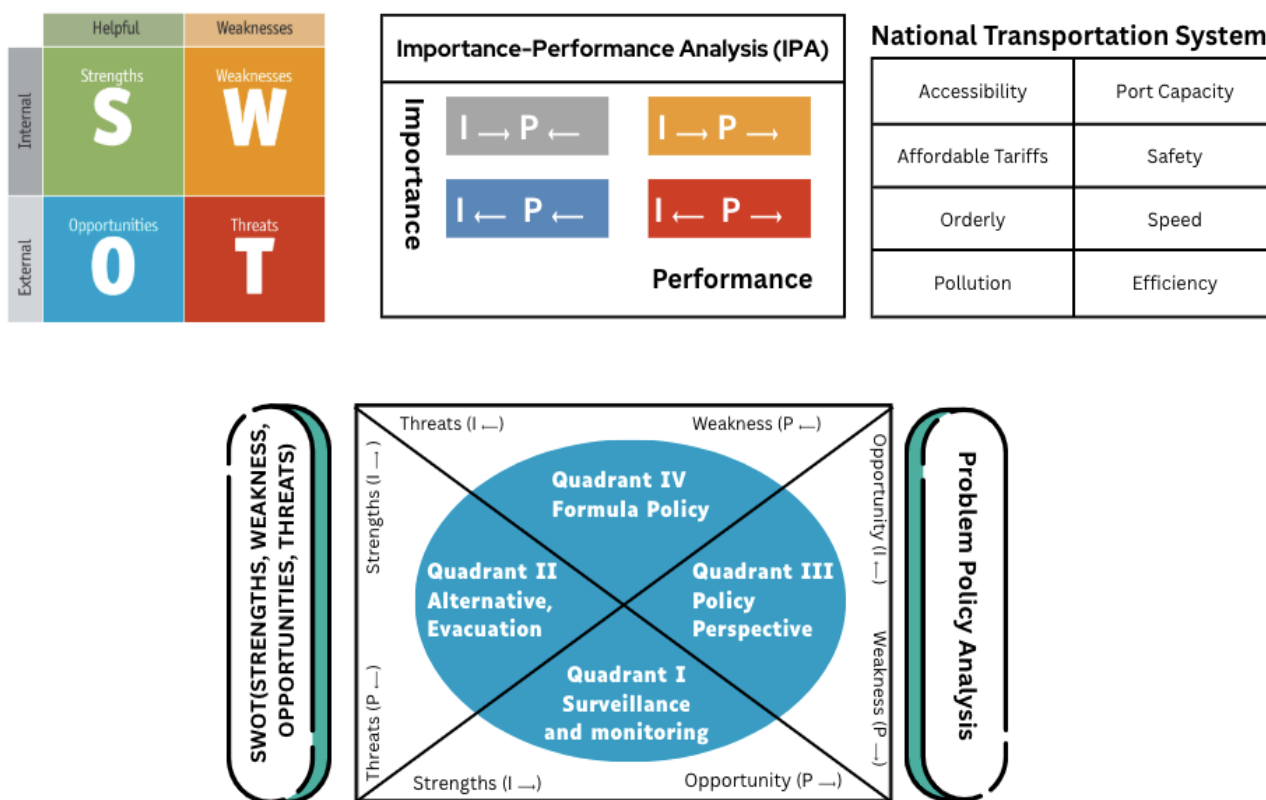 Helpful
Weaknesses
Internal
Strengths
S
Weaknesses
W
External
Opportunities
O
Threats
T
Importance-Performance Analysis (IPA)
Importance
I → P ←
I → P →
I ← P ←
I ← P →
Performance
National Transportation System
Accessibility
Port Capacity
Affordable Tariffs
Safety
Orderly
Speed
Pollution
Efficiency
SWOT(STRENGTHS, WEAKNESS,
OPPORTUNITIES, THREATS)
Threats (I ←)
Weakness (P ←)
Strengths (I →)
Threats (P ←)
Quadrant IV
Formula Policy
Quadrant II
Alternative,
Evacuation
Quadrant III
Policy
Perspective
Quadrant I
Surveillance
and monitoring
Opportunity (I ←)
Weakness (P →)
Strengths (I →)
Opportunity (P →)
Problem Policy Analysis